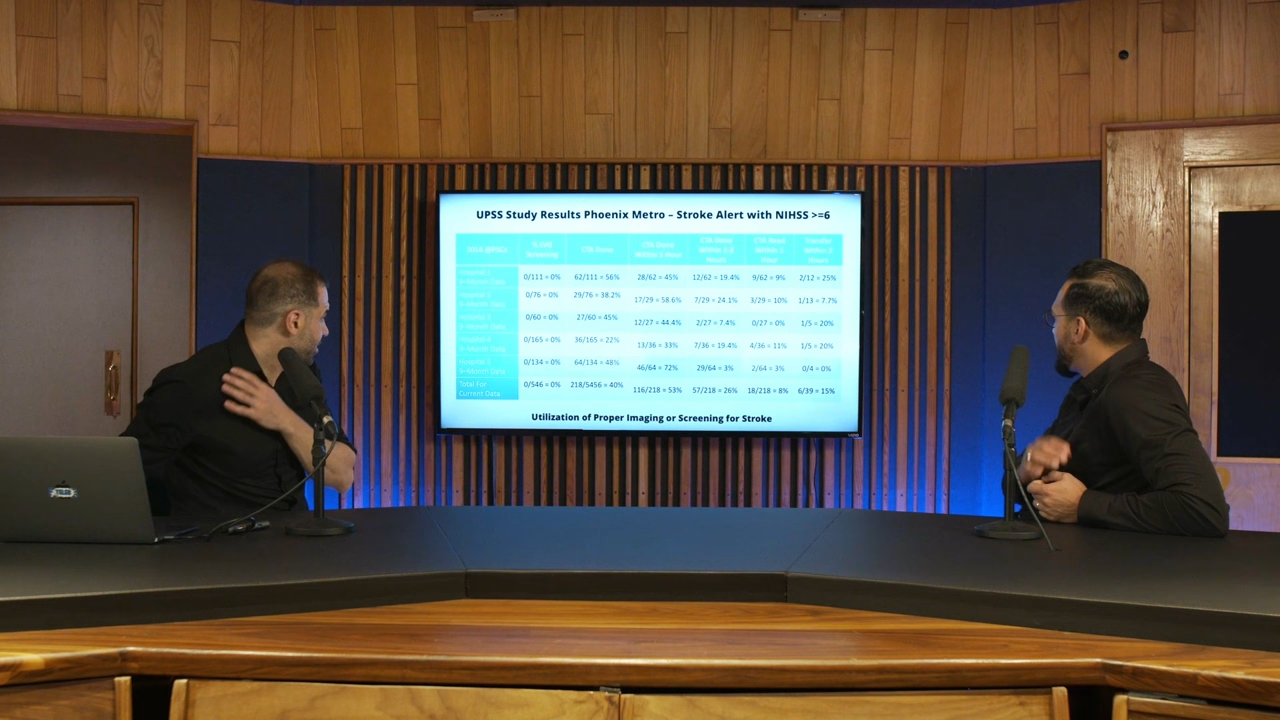 UPSS Study Results Phoenix Metro – Stroke Alert with NIHSS >=6
CTA Done
0/111 = 0% 62/111 = 56% 28/62 = 45% 12/62 = 19.4% 9/62 = 9% 2/12 = 25%
0/76 = 0% 29/76 = 38.2% 17/29 = 58.6% 7/29 = 24.1% 3/29 = 10% 1/13 = 7.7%
0/60 = 0% 27/60 = 45% 12/27 = 44.4% 2/27 = 7.4% 0/27 = 0% 1/5 = 20%
0/165 = 0% 36/165 = 22% 13/36 = 33% 7/36 = 19.4% 4/36 = 11% 1/5 = 20%
0/134 = 0% 64/134 = 48% 46/64 = 72% 29/64 = 3% 2/64 = 3% 0/4 = 0%
Total For
Current Data
0/546 = 0% 218/5456 = 40% 116/218 = 53% 57/218 = 26% 18/218 = 8% 6/39 = 15%
Utilization of Proper Imaging or Screening for Stroke